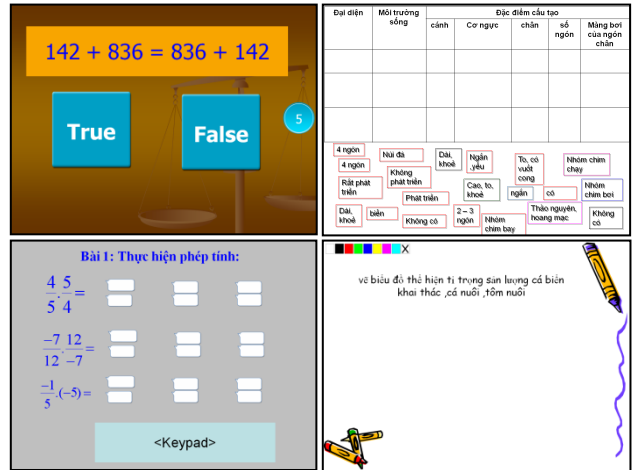 142 + 836 = 836 + 142
True
False
5
Đại diện
Môi trường
sống
Đặc điểm cấu tạo
cánh
Cơ ngực
chân
số
ngón
Màng bơi
của ngón
chân
4 ngón
4 ngón
Núi đá
Dài,
khoẻ
Ngắn
,yếu
To, có
vuốt
cong
Nhóm chim
chạy
Rất phát
triển
Không
phát triển
Phát triển
Cao, to,
khoẻ
ngắn
có
Nhóm
chim bơi
Dài,
khoẻ
biển
Không có
2 – 3
ngón
Nhóm
chim bay
Thảo nguyên,
hoang mạc
Không
có
Bài 1: Thực hiện phép tính:
4/5 . 5/4 =
-7/12 . 12/-7 =
-1/5 .(-5) =
<Keypad>
X
vẽ biểu đồ thể hiện tỉ trọng sản lượng cá biển
khai thác ,cá nuôi ,tôm nuôi